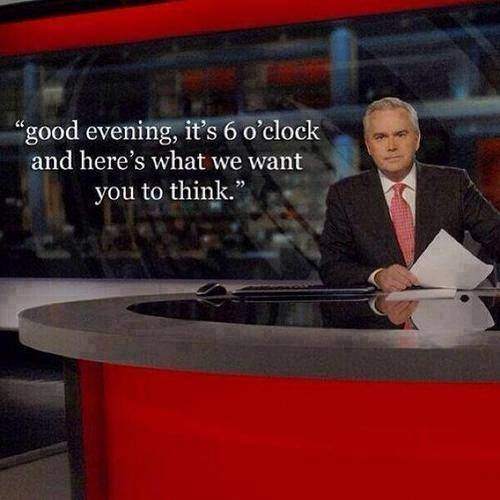 “good evening, it’s 6 o’clock
and here’s what we want
you to think.”